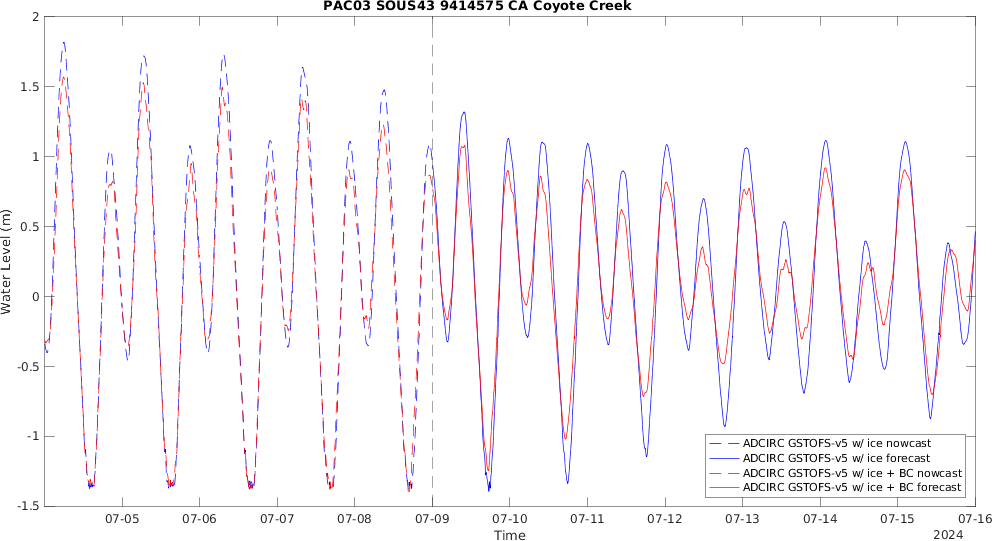 PAC03 SOUS43 9414575 CA Coyote Creek
2
1.5
1
0.5
0
-0.5
-1
-1.5
Water Level (m)
07-05 07-06 07-07 07-08 07-09 07-10 07-11 07-12 07-13 07-14 07-15 07-16
Time
2024
ADCIRC GSTOFS-v5 w/ ice nowcast
ADCIRC GSTOFS-v5 w/ ice forecast
ADCIRC GSTOFS-v5 w/ ice + BC nowcast
ADCIRC GSTOFS-v5 w/ ice + BC forecast